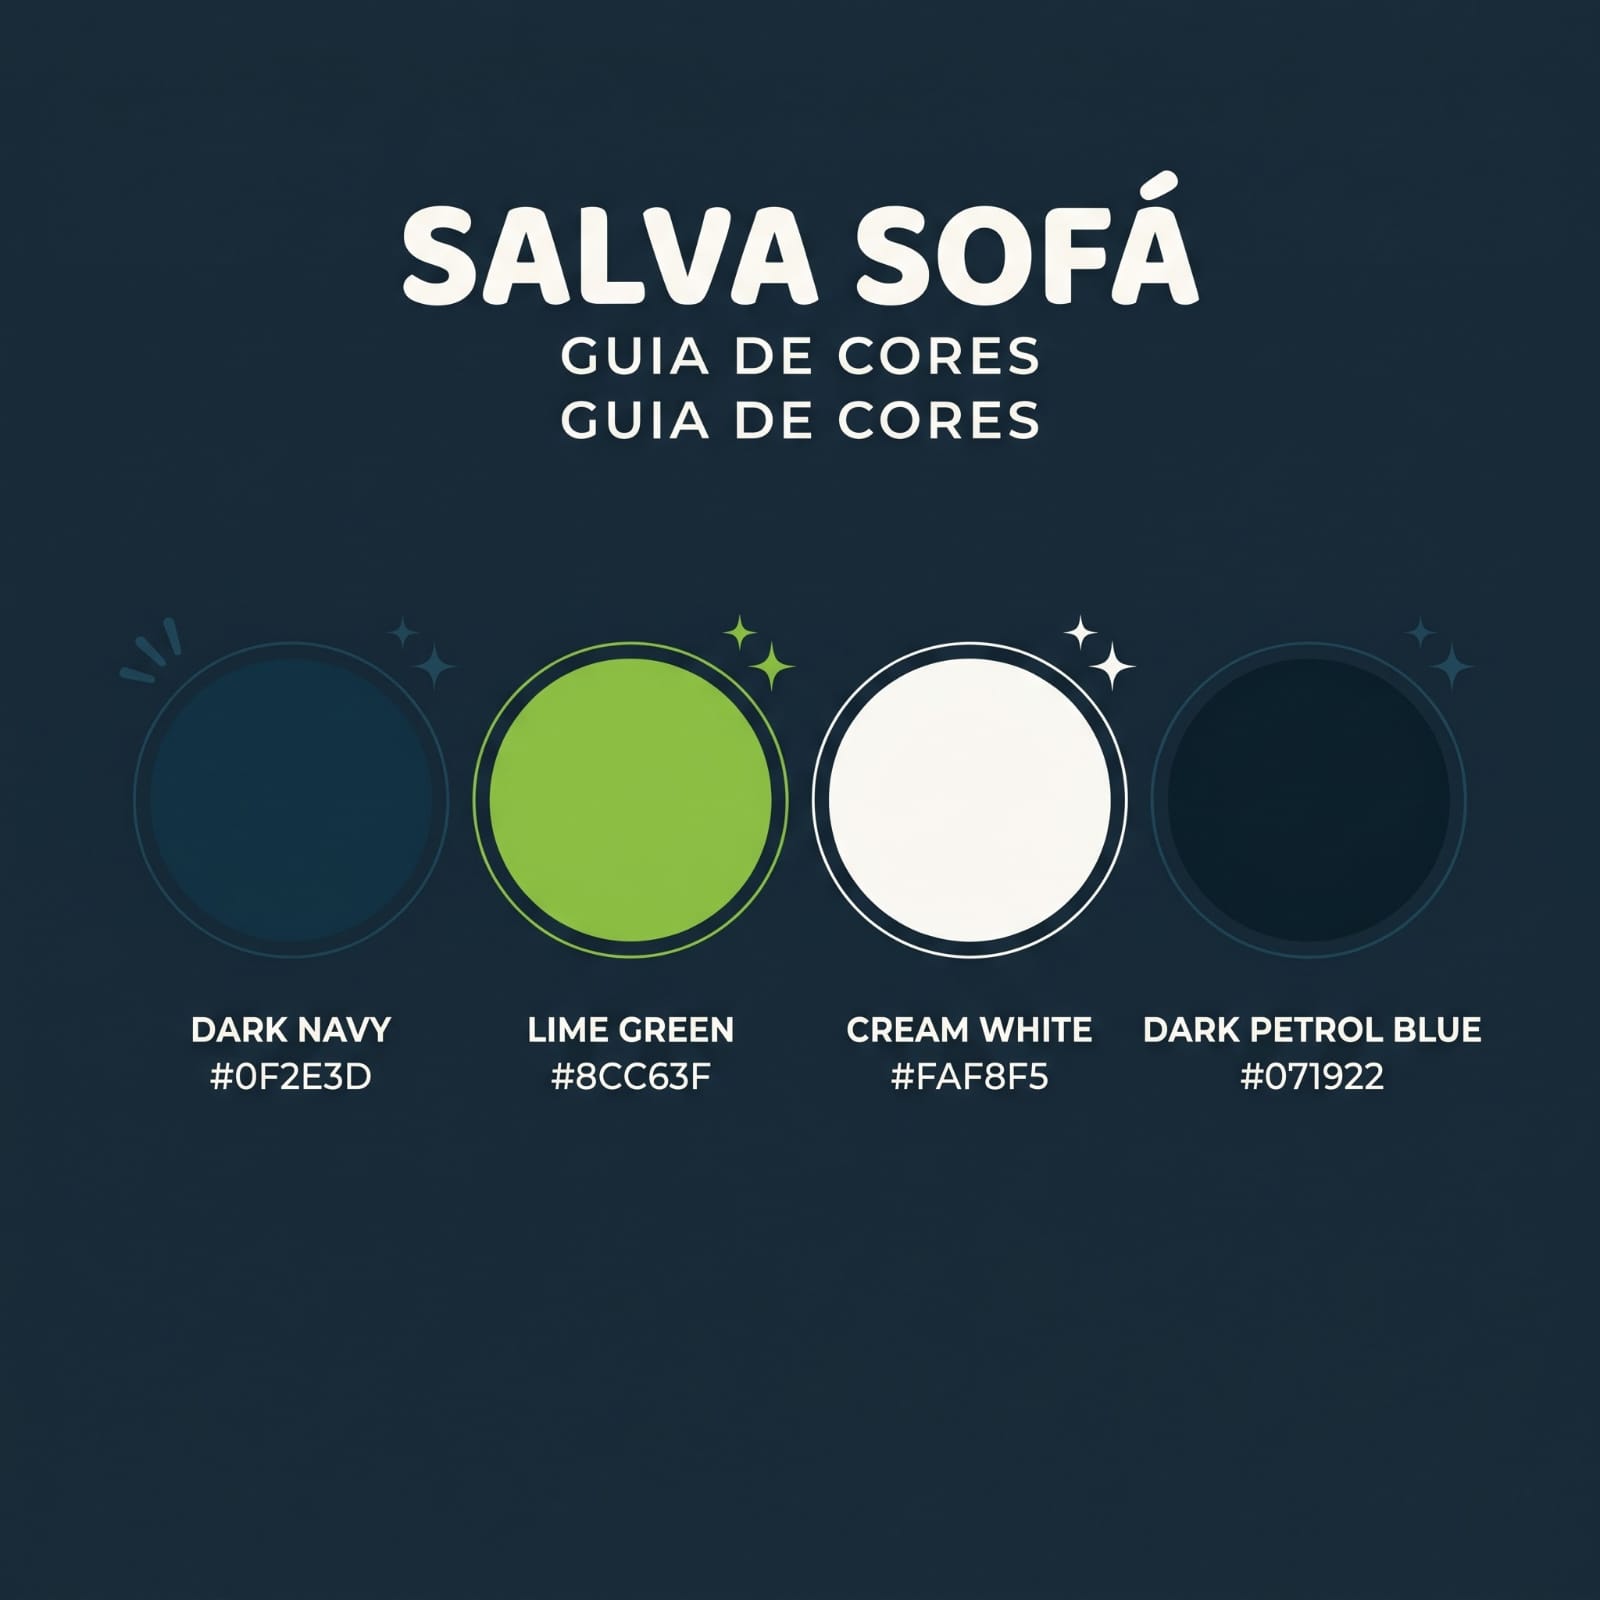 SALVA SOFÁ
GUIA DE CORES
GUIA DE CORES
DARK NAVY
#0F2E3D
LIME GREEN
#8CC63F
CREAM WHITE
#FAF8F5
DARK PETROL BLUE
#071922